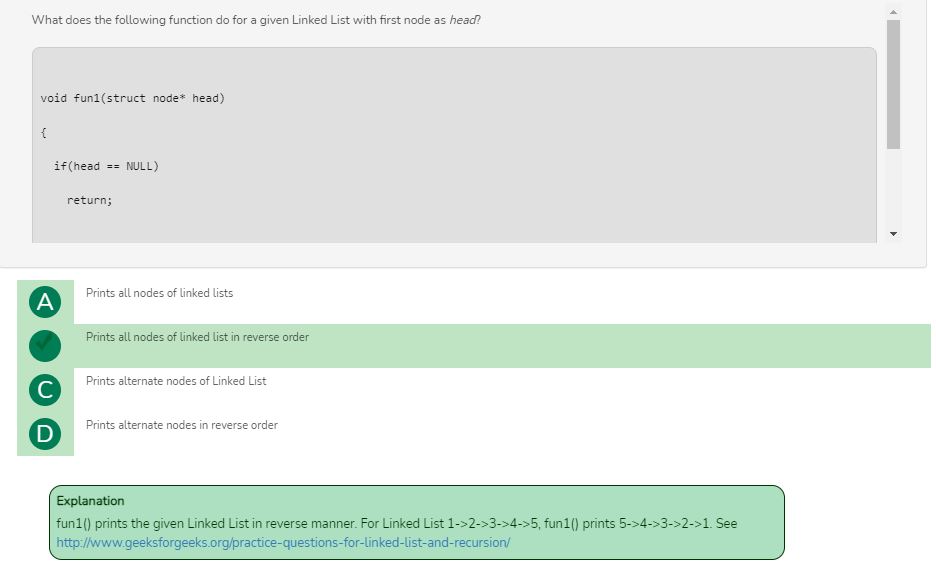 What does the following function do for a given Linked List with first node as head?
void fun1(struct node* head)
{
if(head == NULL)
return;
A
Prints all nodes of linked lists
Prints all nodes of linked list in reverse order
C
Prints alternate nodes of Linked List
D
Prints alternate nodes in reverse order
Explanation
fun1() prints the given Linked List in reverse manner. For Linked List 1->2->3->4->5, fun1() prints 5->4->3->2->1. See
http://www.geeksforgeeks.org/practice-questions-for-linked-list-and-recursion/